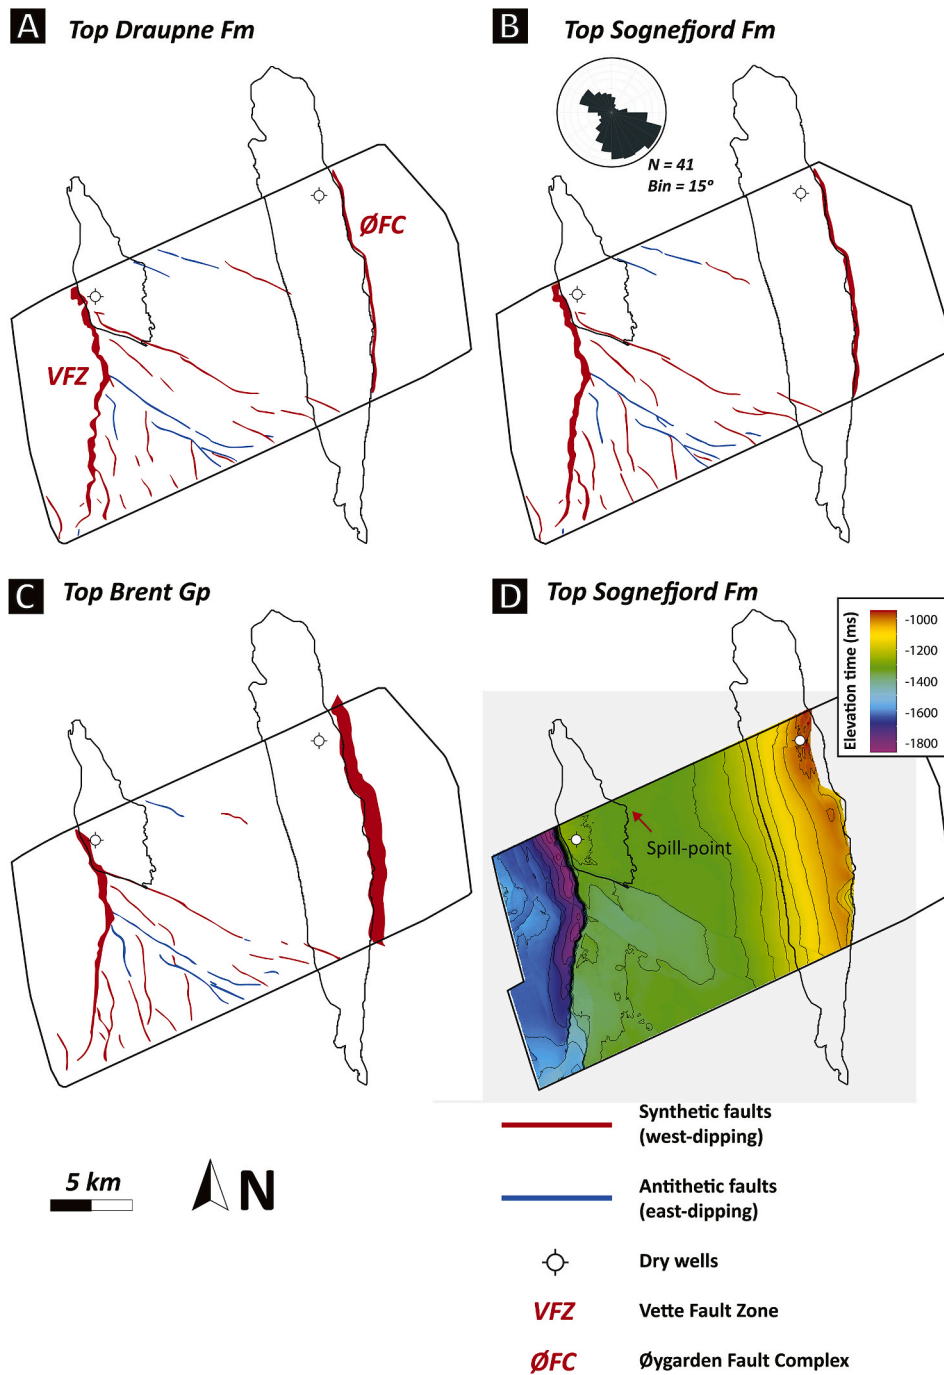 A Top Draupne Fm
B Top Sognefjord Fm
N = 41
Bin = 15º
ØFC
VFZ
C Top Brent Gp
D Top Sognefjord Fm
Elevation time (ms)
-1000
-1200
-1400
-1600
-1800
Spill-point
5 km
N
Synthetic faults
(west-dipping)
Antithetic faults
(east-dipping)
Dry wells
VFZ Vette Fault Zone
ØFC Øygarden Fault Complex